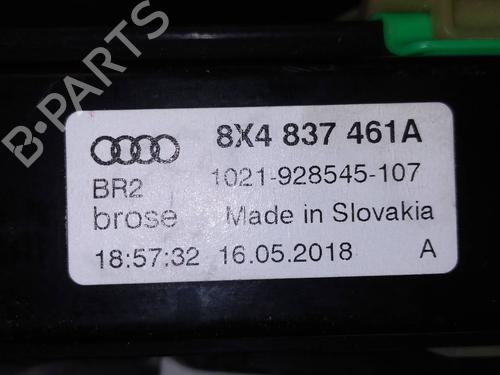 8X4 837 461A
BR2 1021-928545-107
brose Made in Slovakia
18:57:32 16.05.2018 A
B-Parts